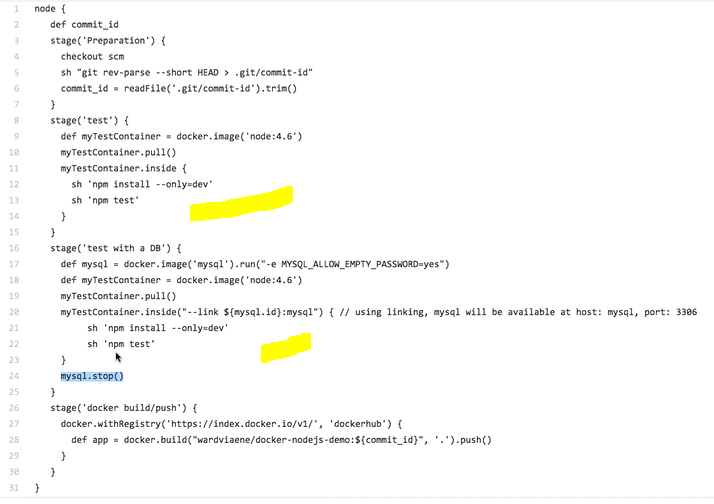 1 node {
2 def commit_id
3 stage('Preparation') {
4 checkout scm
5 sh "git rev-parse --short HEAD > .git/commit-id"
6 commit_id = readFile('.git/commit-id').trim()
7 }
8 stage('test') {
9 def myTestContainer = docker.image('node:4.6')
10 myTestContainer.pull()
11 myTestContainer.inside {
12 sh 'npm install --only=dev'
13 sh 'npm test'
14 }
15 }
16 stage('test with a DB') {
17 def mysql = docker.image('mysql').run("-e MYSQL_ALLOW_EMPTY_PASSWORD=yes")
18 def myTestContainer = docker.image('node:4.6')
19 myTestContainer.pull()
20 myTestContainer.inside("--link ${mysql.id}:mysql") { // using linking, mysql will be available at host: mysql, port: 3306
21 sh 'npm install --only=dev'
22 sh 'npm test'
23 }
24 mysql.stop()
25 }
26 stage('docker build/push') {
27 docker.withRegistry('https://index.docker.io/v1/', 'dockerhub') {
28 def app = docker.build("wardviaene/docker-nodejs-demo:${commit_id}", '.').push()
29 }
30 }
31 }